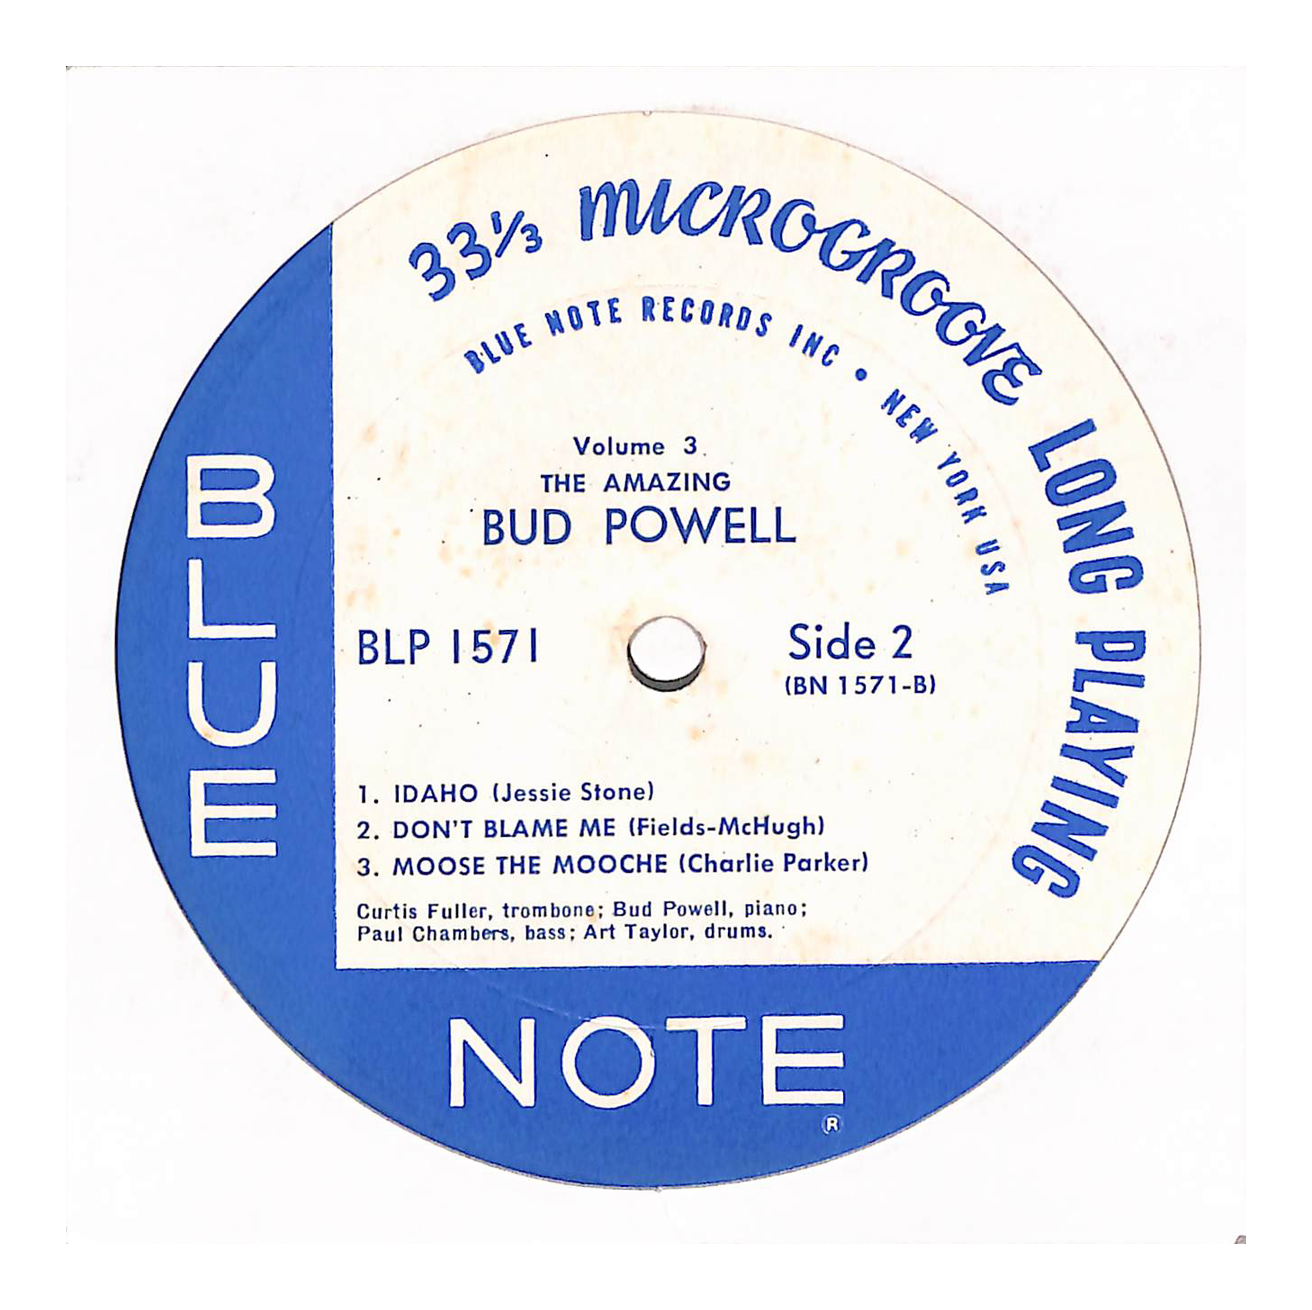 33⅓ MICROGROOVE LONG PLAYING
BLUE NOTE RECORDS INC • NEW YORK USA
Volume 3
THE AMAZING
BUD POWELL
BLP 1571
Side 2
(BN 1571-B)
1. IDAHO (Jessie Stone)
2. DON'T BLAME ME (Fields-McHugh)
3. MOOSE THE MOOCHE (Charlie Parker)
Curtis Fuller, trombone; Bud Powell, piano;
Paul Chambers, bass; Art Taylor, drums.
BLUE
NOTE
®